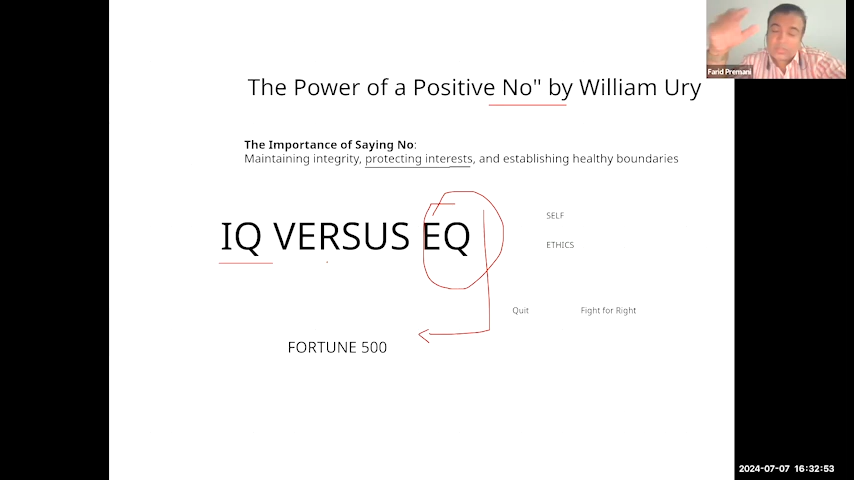 Farid Premani
The Power of a Positive No" by William Ury
The Importance of Saying No:
Maintaining integrity, protecting interests, and establishing healthy boundaries
IQ VERSUS EQ
SELF
ETHICS
Quit
Fight for Right
FORTUNE 500
2024-07-07 16:32:53